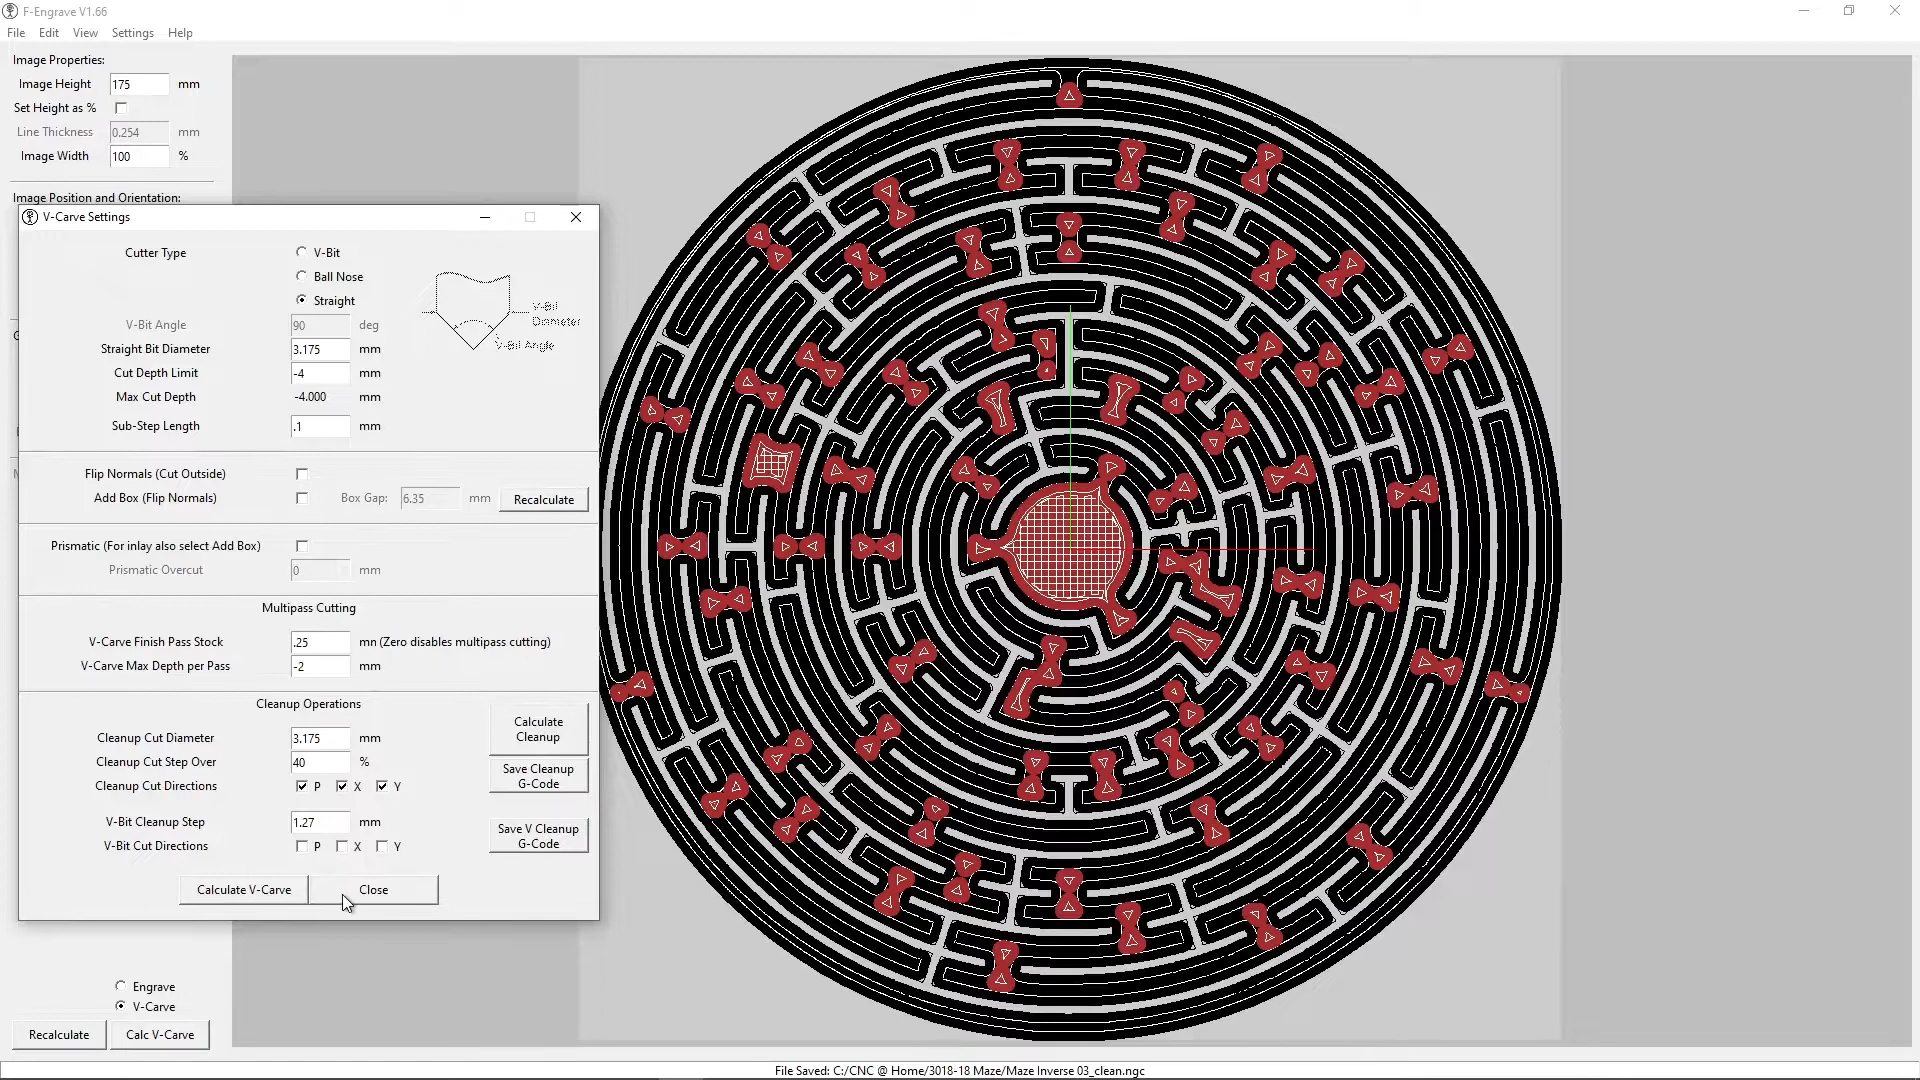 F-Engrave V1.66
File Edit View Settings Help
Image Properties:
Image Height 175 mm
Set Height as %
Line Thickness 0.254 mm
Image Width 100 %
Image Position and Orientation:
V-Carve Settings
Cutter Type V-Bit
Ball Nose
Straight
V-Bit Diameter
V-Bit Angle
V-Bit Angle 90 deg
Straight Bit Diameter 3.175 mm
Cut Depth Limit -4 mm
Max Cut Depth -4.000 mm
Sub-Step Length .1 mm
Flip Normals (Cut Outside)
Add Box (Flip Normals) Box Gap: 6.35 mm Recalculate
Prismatic (For inlay also select Add Box)
Prismatic Overcut 0 mm
Multipass Cutting
V-Carve Finish Pass Stock .25 mn (Zero disables multipass cutting)
V-Carve Max Depth per Pass -2 mm
Cleanup Operations
Calculate
Cleanup
Cleanup Cut Diameter 3.175 mm
Cleanup Cut Step Over 40 %
Save Cleanup
G-Code
Cleanup Cut Directions P X Y
V-Bit Cleanup Step 1.27 mm
Save V Cleanup
G-Code
V-Bit Cut Directions P X Y
Calculate V-Carve Close
Engrave
V-Carve
Recalculate Calc V-Carve
File Saved: C:/CNC @ Home/3018-18 Maze/Maze Inverse 03_clean.ngc